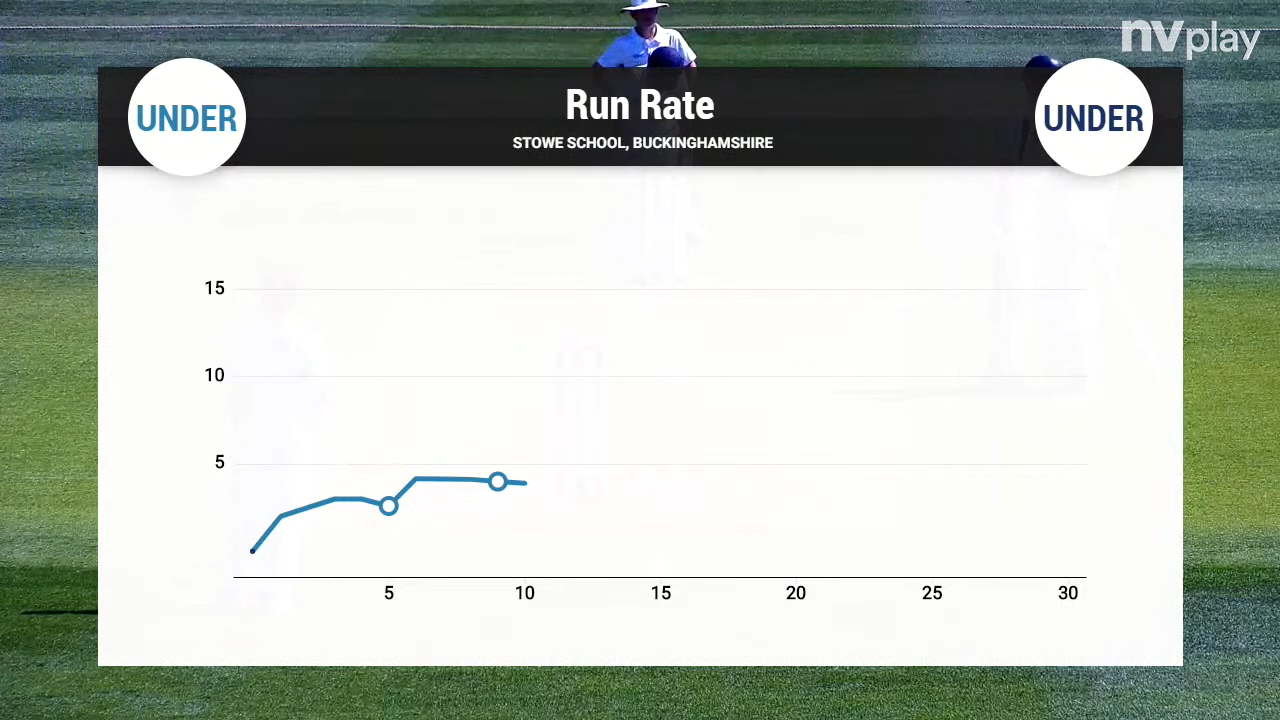 nvplay
UNDER
Run Rate
UNDER
STOWE SCHOOL, BUCKINGHAMSHIRE
15
10
5
5 10 15 20 25 30